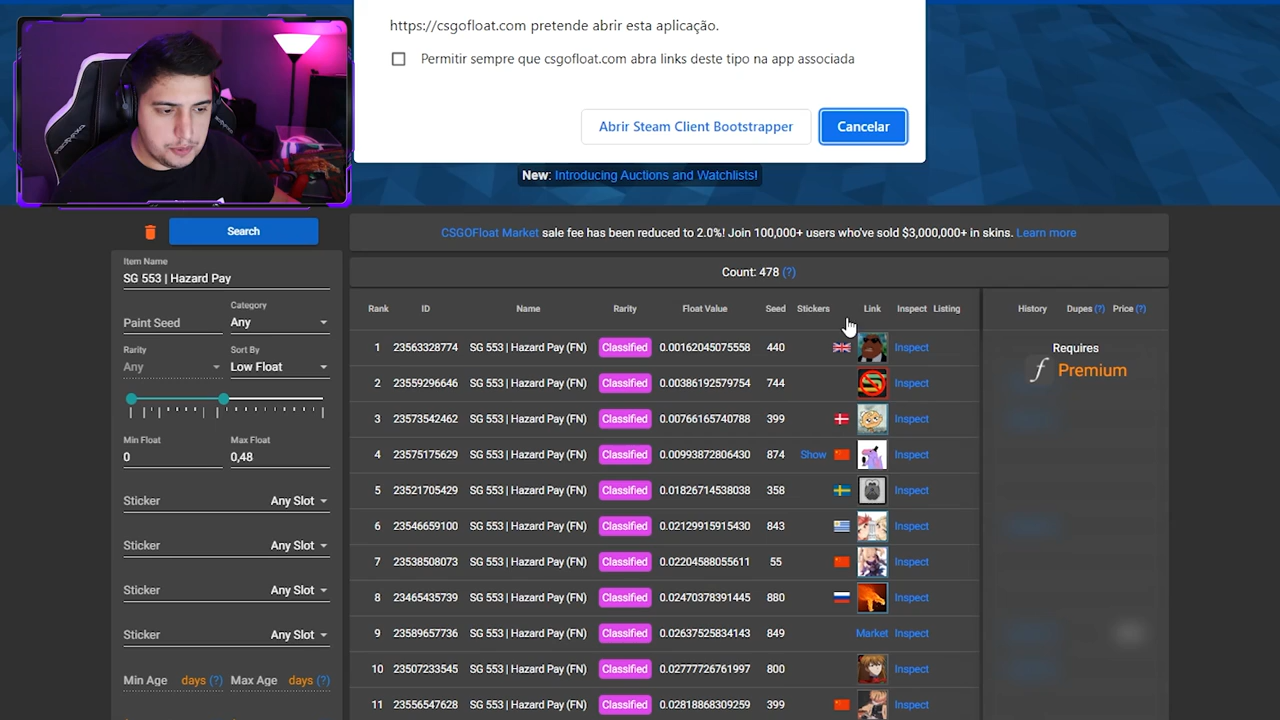 https://csgofloat.com pretende abrir esta aplicação.
Permitir sempre que csgofloat.com abra links deste tipo na app associada
Abrir Steam Client Bootstrapper Cancelar
New: Introducing Auctions and Watchlists!
Search
CSGOFloat Market sale fee has been reduced to 2.0%! Join 100,000+ users who've sold $3,000,000+ in skins. Learn more
Item Name
SG 553 | Hazard Pay
Count: 478 (?)
Category
Paint Seed Any
Rarity Sort By
Any Low Float
Min Float Max Float
0 0,48
Sticker Any Slot
Sticker Any Slot
Sticker Any Slot
Sticker Any Slot
Min Age days (?) Max Age days (?)
Rank ID Name Rarity Float Value Seed Stickers Link Inspect Listing History Dupes (?) Price (?)
1 23563328774 SG 553 | Hazard Pay (FN) Classified 0.00162045075558 440 Inspect
2 23559296646 SG 553 | Hazard Pay (FN) Classified 0.00386192579754 744 Inspect
3 23573542462 SG 553 | Hazard Pay (FN) Classified 0.00766165740788 399 Inspect
4 23575175629 SG 553 | Hazard Pay (FN) Classified 0.00993872806430 874 Show Inspect
5 23521705429 SG 553 | Hazard Pay (FN) Classified 0.01826714538038 358 Inspect
6 23546659100 SG 553 | Hazard Pay (FN) Classified 0.02129915915430 843 Inspect
7 23538508073 SG 553 | Hazard Pay (FN) Classified 0.02204588055611 55 Inspect
8 23465435739 SG 553 | Hazard Pay (FN) Classified 0.02470378391445 880 Inspect
9 23589657736 SG 553 | Hazard Pay (FN) Classified 0.02637525834143 849 Market Inspect
10 23507233545 SG 553 | Hazard Pay (FN) Classified 0.02777726761997 800 Inspect
11 23556547628 SG 553 | Hazard Pay (FN) Classified 0.02818868309259 399 Inspect
Requires
f Premium